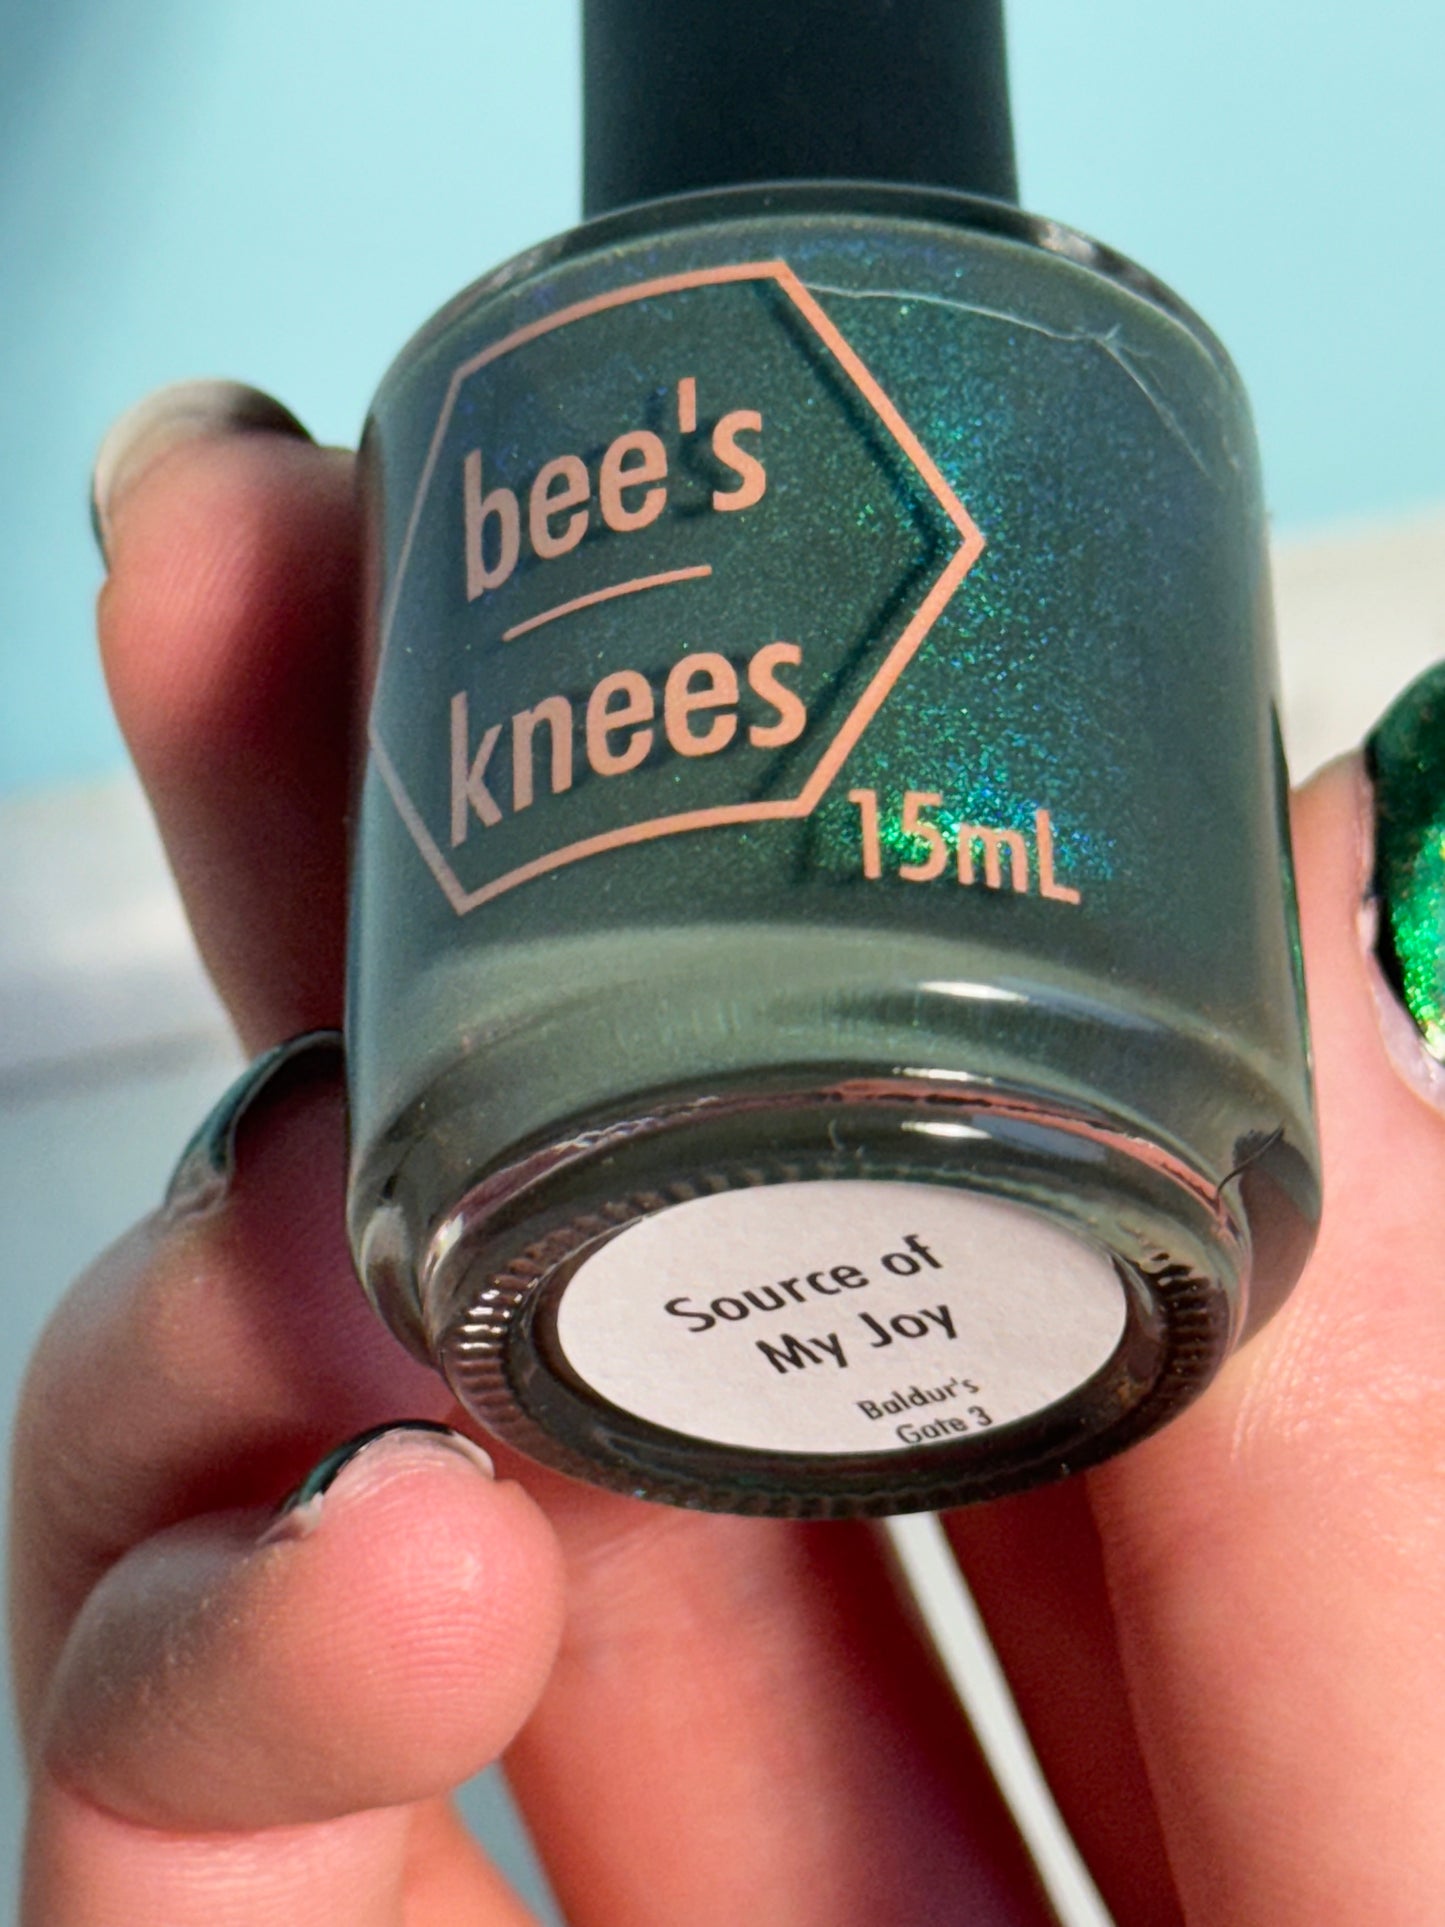 bee's
knees
15mL
Source of
My Joy
Baldur's
Gate 3